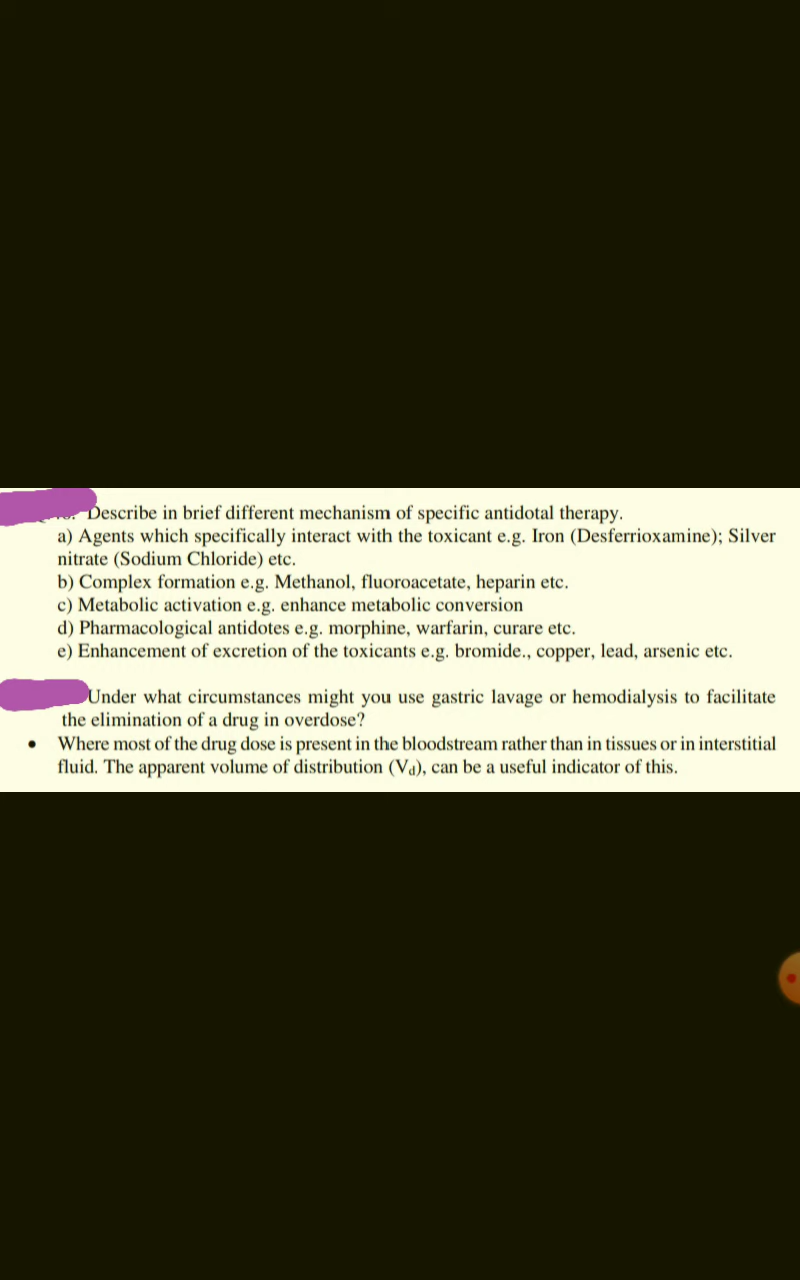 Describe in brief different mechanism of specific antidotal therapy.
a) Agents which specifically interact with the toxicant e.g. Iron (Desferrioxamine); Silver
nitrate (Sodium Chloride) etc.
b) Complex formation e.g. Methanol, fluoroacetate, heparin etc.
c) Metabolic activation e.g. enhance metabolic conversion
d) Pharmacological antidotes e.g. morphine, warfarin, curare etc.
e) Enhancement of excretion of the toxicants e.g. bromide., copper, lead, arsenic etc.
Under what circumstances might you use gastric lavage or hemodialysis to facilitate
the elimination of a drug in overdose?
• Where most of the drug dose is present in the bloodstream rather than in tissues or in interstitial
fluid. The apparent volume of distribution (Vd), can be a useful indicator of this.